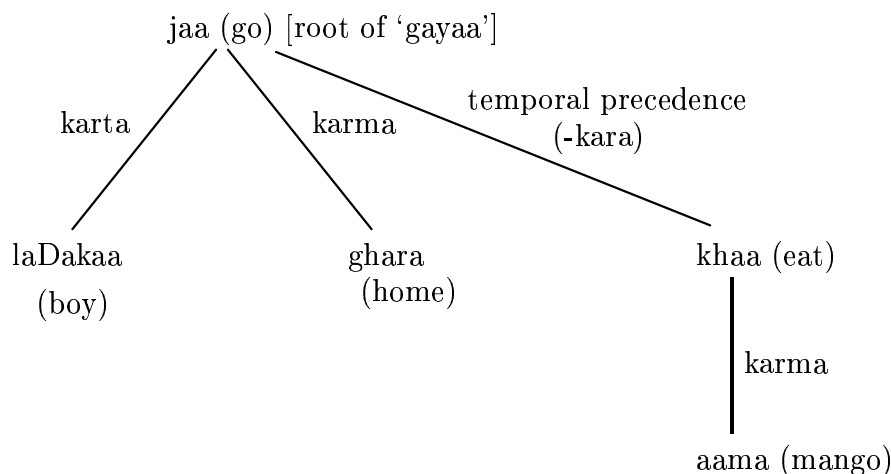 jaa (go) [root of ‘gayaa’]
temporal precedence
(-kara)
karta
karma
laDakaa
(boy)
ghara
(home)
khaa (eat)
karma
aama (mango)